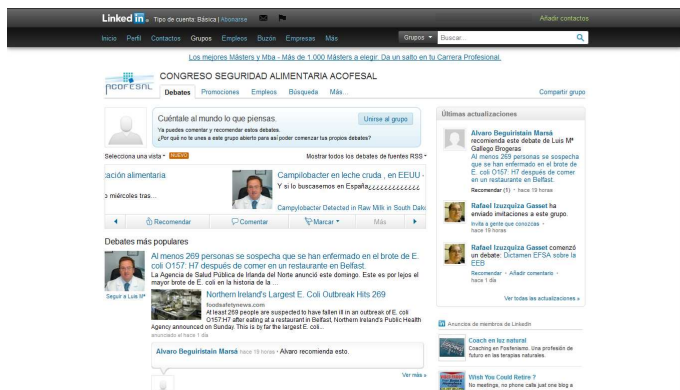 Linked in. Tipo de cuenta: Básica | Abonarse
Añadir contactos
Inicio Perfil Contactos Grupos Empleos Buzón Empresas Más
Grupos Buscar...
Los mejores Másters y Mba - Más de 1.000 Másters a elegir. Da un salto en tu Carrera Profesional.
ACOFESAL
CONGRESO SEGURIDAD ALIMENTARIA ACOFESAL
Debates Promociones Empleos Búsqueda Más...
Compartir grupo
Cuéntale al mundo lo que piensas.
Ya puedes comentar y recomendar estos debates.
¿Por qué no te unes a este grupo abierto para así poder comenzar tus propios debates?
Unirse al grupo
Selecciona una vista NUEVO
Mostrar todos los debates de fuentes RSS
ación alimentaria
o miércoles tras...
Campilobacter en leche cruda , en EEUU -
Y si lo buscasemos en España¿¿¿¿¿¿¿¿¿¿¿¿¿
Campylobacter Detected in Raw Milk in South Dako
Recomendar Comentar Marcar Más
Debates más populares
Al menos 269 personas se sospecha que se han enfermado en el brote de E.
coli O157: H7 después de comer en un restaurante en Belfast.
La Agencia de Salud Pública de Irlanda del Norte anunció este domingo. Este es por lejos el
mayor brote de E. coli en la historia de la ...
Seguir a Luis Mª
Northern Ireland's Largest E. Coli Outbreak Hits 269
foodsafetynews.com
At least 269 people are suspected to have fallen ill in an outbreak of E. coli
O157:H7 after eating at a restaurant in Belfast, Northern Ireland's Public Health
Agency announced on Sunday. This is by far the largest E. coli...
anunciado el hace 1 día
Alvaro Beguiristain Marsá hace 19 horas • Alvaro recomienda esto.
Ver más »
Últimas actualizaciones
Alvaro Beguiristain Marsá
recomienda este debate de Luis Mª
Gallego Brogeras
Al menos 269 personas se sospecha
que se han enfermado en el brote de
E. coli O157: H7 después de comer
en un restaurante en Belfast.
Recomendar (1) • hace 19 horas
Rafael Izuzquiza Gasset ha
enviado invitaciones a este grupo.
Invita a gente que conozcas •
hace 19 horas
Rafael Izuzquiza Gasset comenzó
un debate: Dictamen EFSA sobre la
EEB
Recomendar • Añadir comentario •
hace 1 día
Ver todas las actualizaciones »
Anuncios de miembros de LinkedIn
Coach en luz natural
Coaching en Fosfenismo. Una profesión de
futuro en las terapias naturales.
Wish You Could Retire ?
No meetings, no phone calls just one blog a